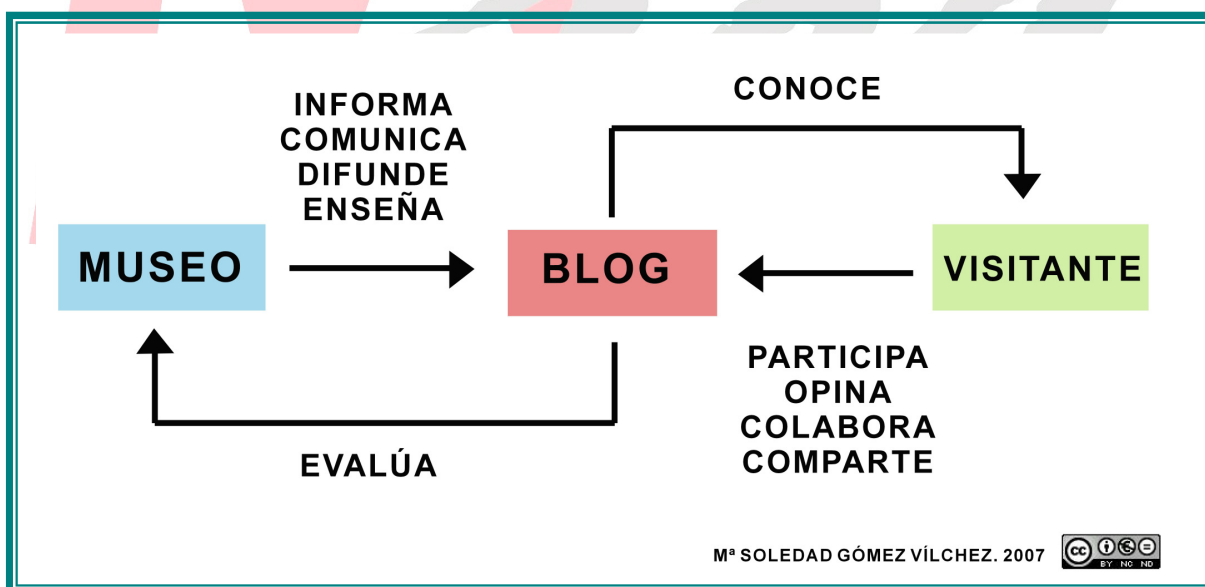 CONOCE
INFORMA
COMUNICA
DIFUNDE
ENSEÑA
MUSEO
BLOG
VISITANTE
PARTICIPA
OPINA
COLABORA
COMPARTE
EVALÚA
Mª SOLEDAD GÓMEZ VÍLCHEZ. 2007
cc
BY NC ND